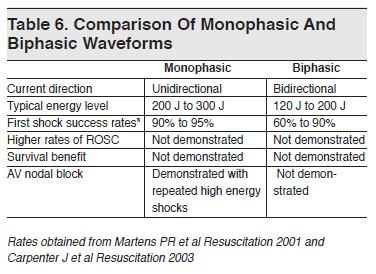 Table 6. Comparison Of Monophasic And
Biphasic Waveforms
Monophasic Biphasic
Current direction Unidirectional Bidirectional
Typical energy level 200 J to 300 J 120 J to 200 J
First shock success rates* 90% to 95% 60% to 90%
Higher rates of ROSC Not demonstrated Not demonstrated
Survival benefit Not demonstrated Not demonstrated
AV nodal block Demonstrated with Not demon-
repeated high energy strated
shocks
Rates obtained from Martens PR et al Resuscitation 2001 and
Carpenter J et al Resuscitation 2003